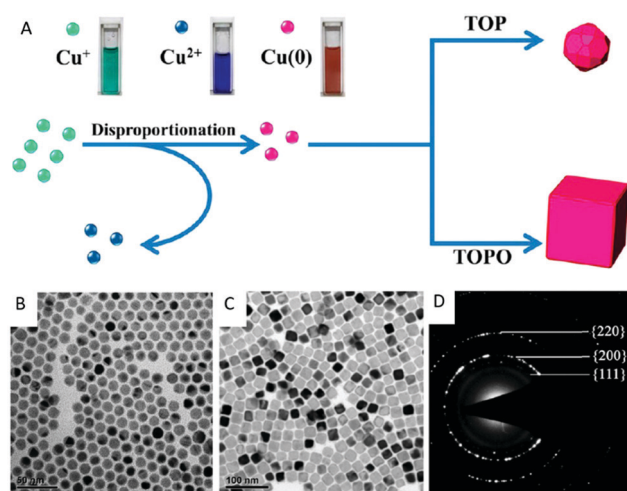 A
Cu⁺
Cu²⁺
Cu(0)
TOP
Disproportionation
TOPO
B
50 nm
C
100 nm
D
{220}
{200}
{111}